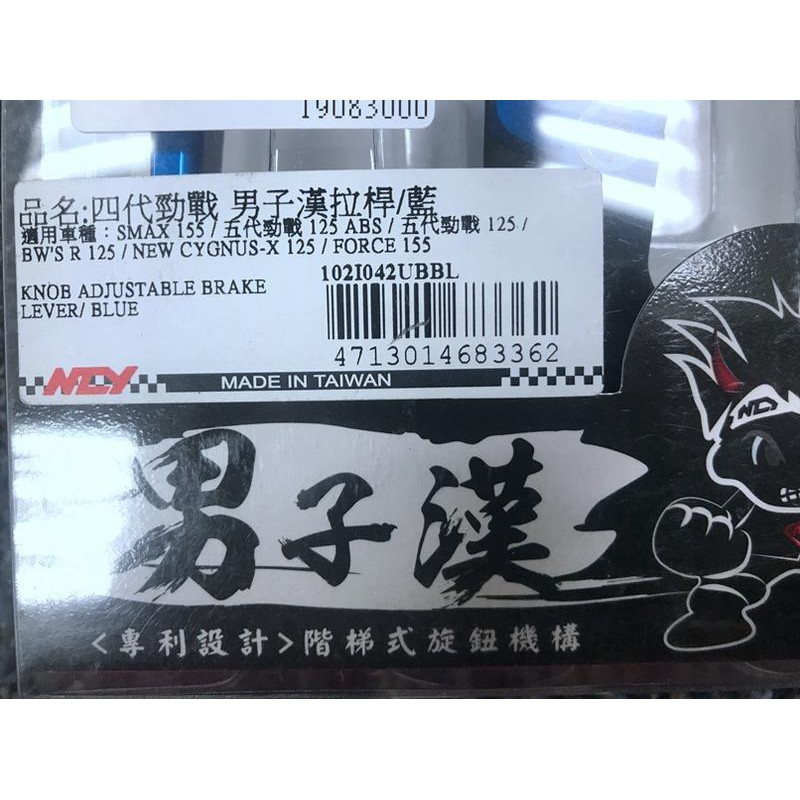 19083000
品名:四代勁戰 男子漢拉桿/藍
適用車種：SMAX 155 / 五代勁戰 125 ABS / 五代勁戰 125 /
BW'S R 125 / NEW CYGNUS-X 125 / FORCE 155
102I042UBBL
KNOB ADJUSTABLE BRAKE
LEVER/ BLUE
4713014683362
NCY MADE IN TAIWAN
NCY
男子漢
<專利設計>階梯式旋鈕機構